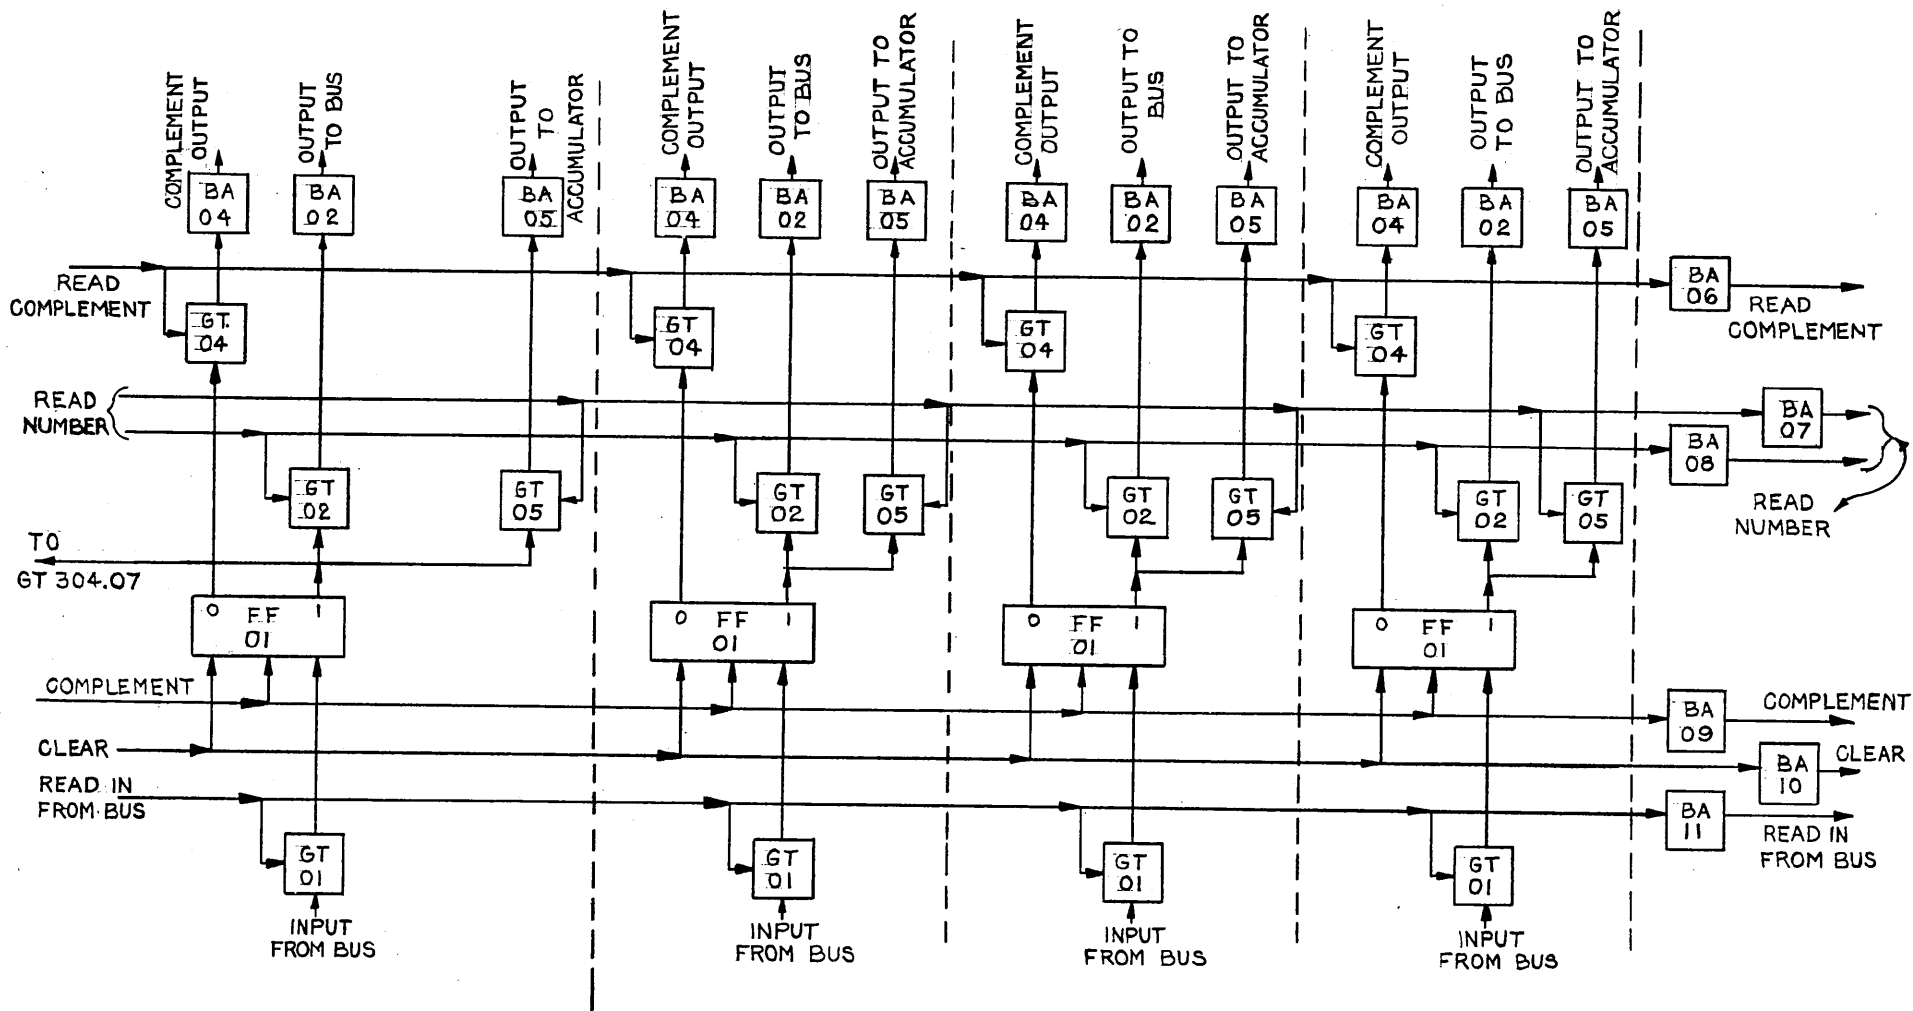 COMPLEMENT
OUTPUT
OUTPUT
TO BUS
OUTPUT
TO
ACCUMULATOR
COMPLEMENT
OUTPUT
OUTPUT
TO BUS
OUTPUT TO
ACCUMULATOR
COMPLEMENT
OUTPUT
OUTPUT TO
BUS
OUTPUT TO
ACCUMULATOR
COMPLEMENT
OUTPUT
OUTPUT
TO BUS
OUTPUT TO
ACCUMULATOR
BA
04
BA
02
BA
05
BA
04
BA
02
BA
05
BA
04
BA
02
BA
05
BA
04
BA
02
BA
05
READ
COMPLEMENT
BA
06
READ
COMPLEMENT
GT.
04
GT
04
GT
04
GT
04
READ
NUMBER
BA
07
BA
08
READ
NUMBER
GT
02
GT
05
GT
02
GT
05
GT
02
GT
05
GT
02
GT
05
TO
GT 304.07
0 FF 1
01
0 FF 1
01
0 FF 1
01
0 FF 1
01
COMPLEMENT
BA
09
COMPLEMENT
CLEAR
BA
10
CLEAR
READ IN
FROM BUS
BA
11
READ IN
FROM BUS
GT
01
GT
01
GT
01
GT
01
INPUT
FROM BUS
INPUT
FROM BUS
INPUT
FROM BUS
INPUT
FROM BUS